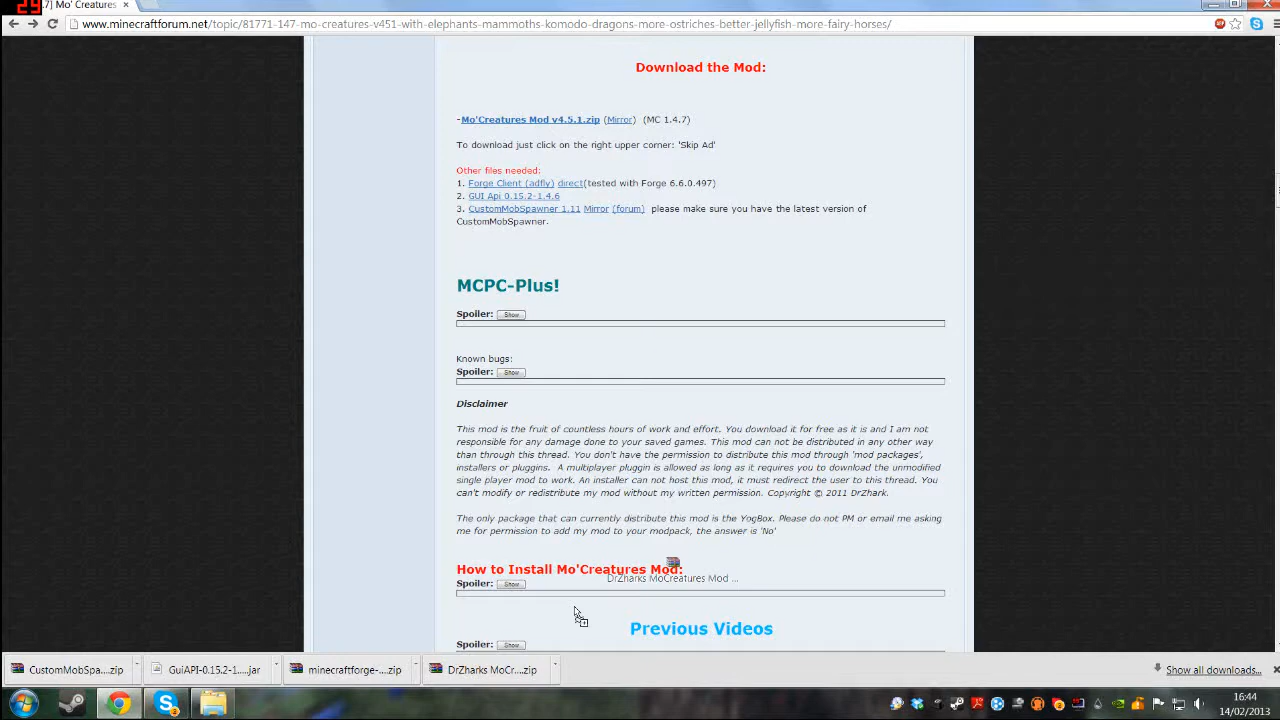 29
.7] Mo' Creatures
www.minecraftforum.net/topic/81771-147-mo-creatures-v451-with-elephants-mammoths-komodo-dragons-more-ostriches-better-jellyfish-more-fairy-horses/
Download the Mod:
-Mo'Creatures Mod v4.5.1.zip (Mirror) (MC 1.4.7)
To download just click on the right upper corner: 'Skip Ad'
Other files needed:
1. Forge Client (adfly) direct(tested with Forge 6.6.0.497)
2. GUI Api 0.15.2-1.4.6
3. CustomMobSpawner 1.11 Mirror (forum) please make sure you have the latest version of
CustomMobSpawner.
MCPC-Plus!
Spoiler: Show
Known bugs:
Spoiler: Show
Disclaimer
This mod is the fruit of countless hours of work and effort. You download it for free as it is and I am not
responsible for any damage done to your saved games. This mod can not be distributed in any other way
than through this thread. You don't have the permission to distribute this mod through 'mod packages',
installers or pluggins. A multiplayer pluggin is allowed as long as it requires you to download the unmodified
single player mod to work. An installer can not host this mod, it must redirect the user to this thread. You
can't modify or redistribute my mod without my written permission. Copyright © 2011 DrZhark.
The only package that can currently distribute this mod is the YogBox. Please do not PM or email me asking
me for permission to add my mod to your modpack, the answer is 'No'
How to Install Mo'Creatures Mod:
DrZharks MoCreatures Mod ...
Spoiler: Show
Previous Videos
Spoiler: Show
CustomMobSpa....zip
GuiAPI-0.15.2-1....jar
minecraftforge-....zip
DrZharks MoCr....zip
Show all downloads...
16:44
14/02/2013